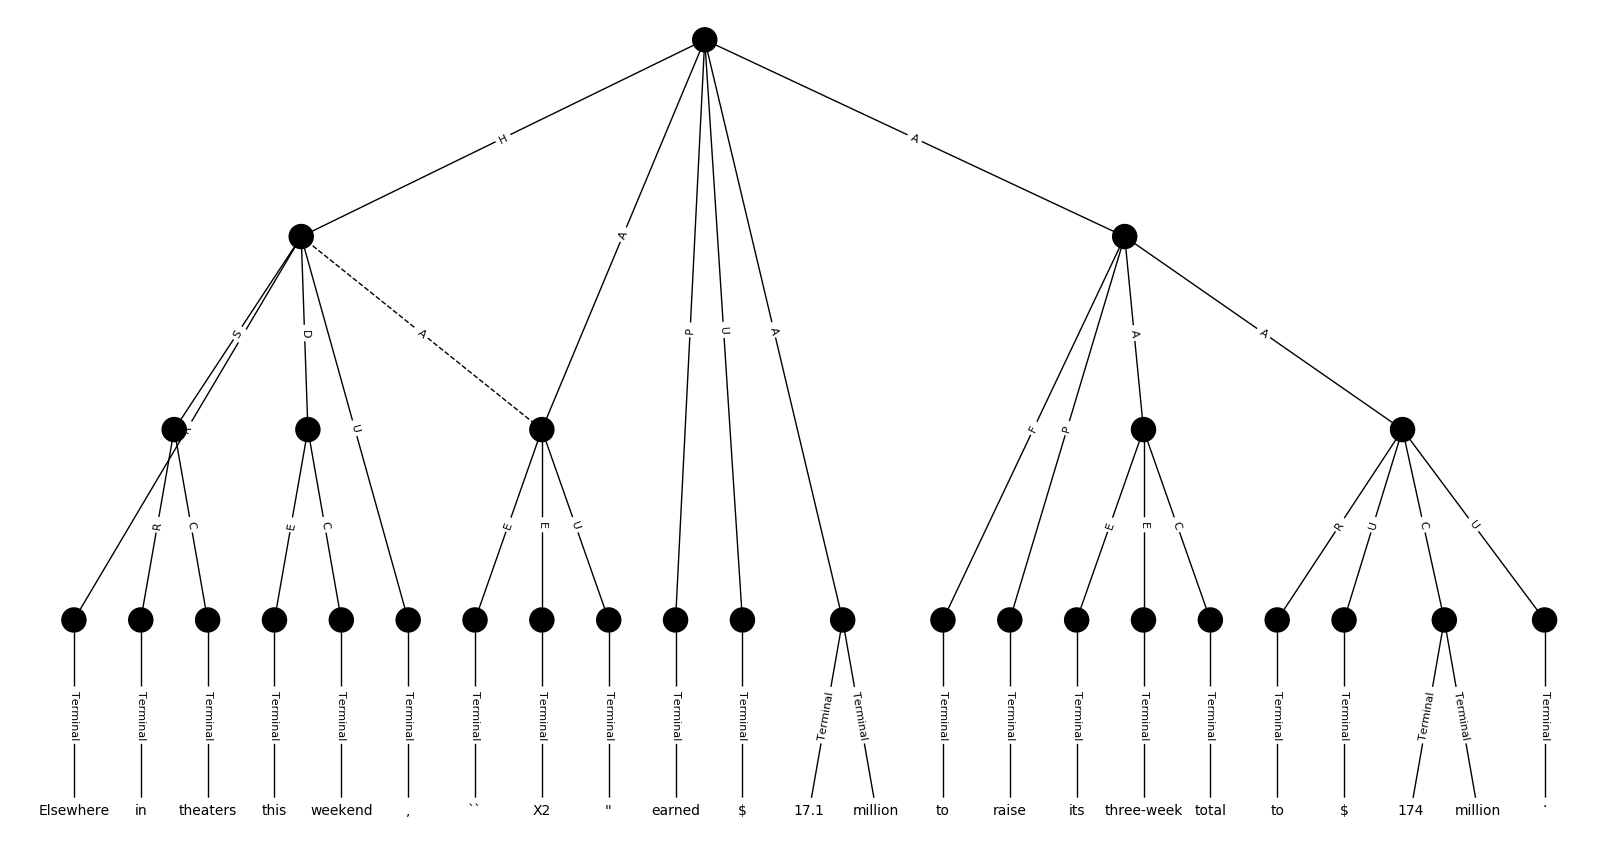 H
A
A
S
D
A
U
P
U
A
F
P
A
A
R
C
E
C
E
E
U
E
E
C
R
U
C
U
Terminal Terminal Terminal Terminal Terminal Terminal Terminal Terminal Terminal Terminal Terminal Terminal Terminal Terminal Terminal Terminal Terminal Terminal Terminal Terminal Terminal Terminal Terminal
Elsewhere in theaters this weekend , `` X2 " earned $ 17.1 million to raise its three-week total to $ 174 million .